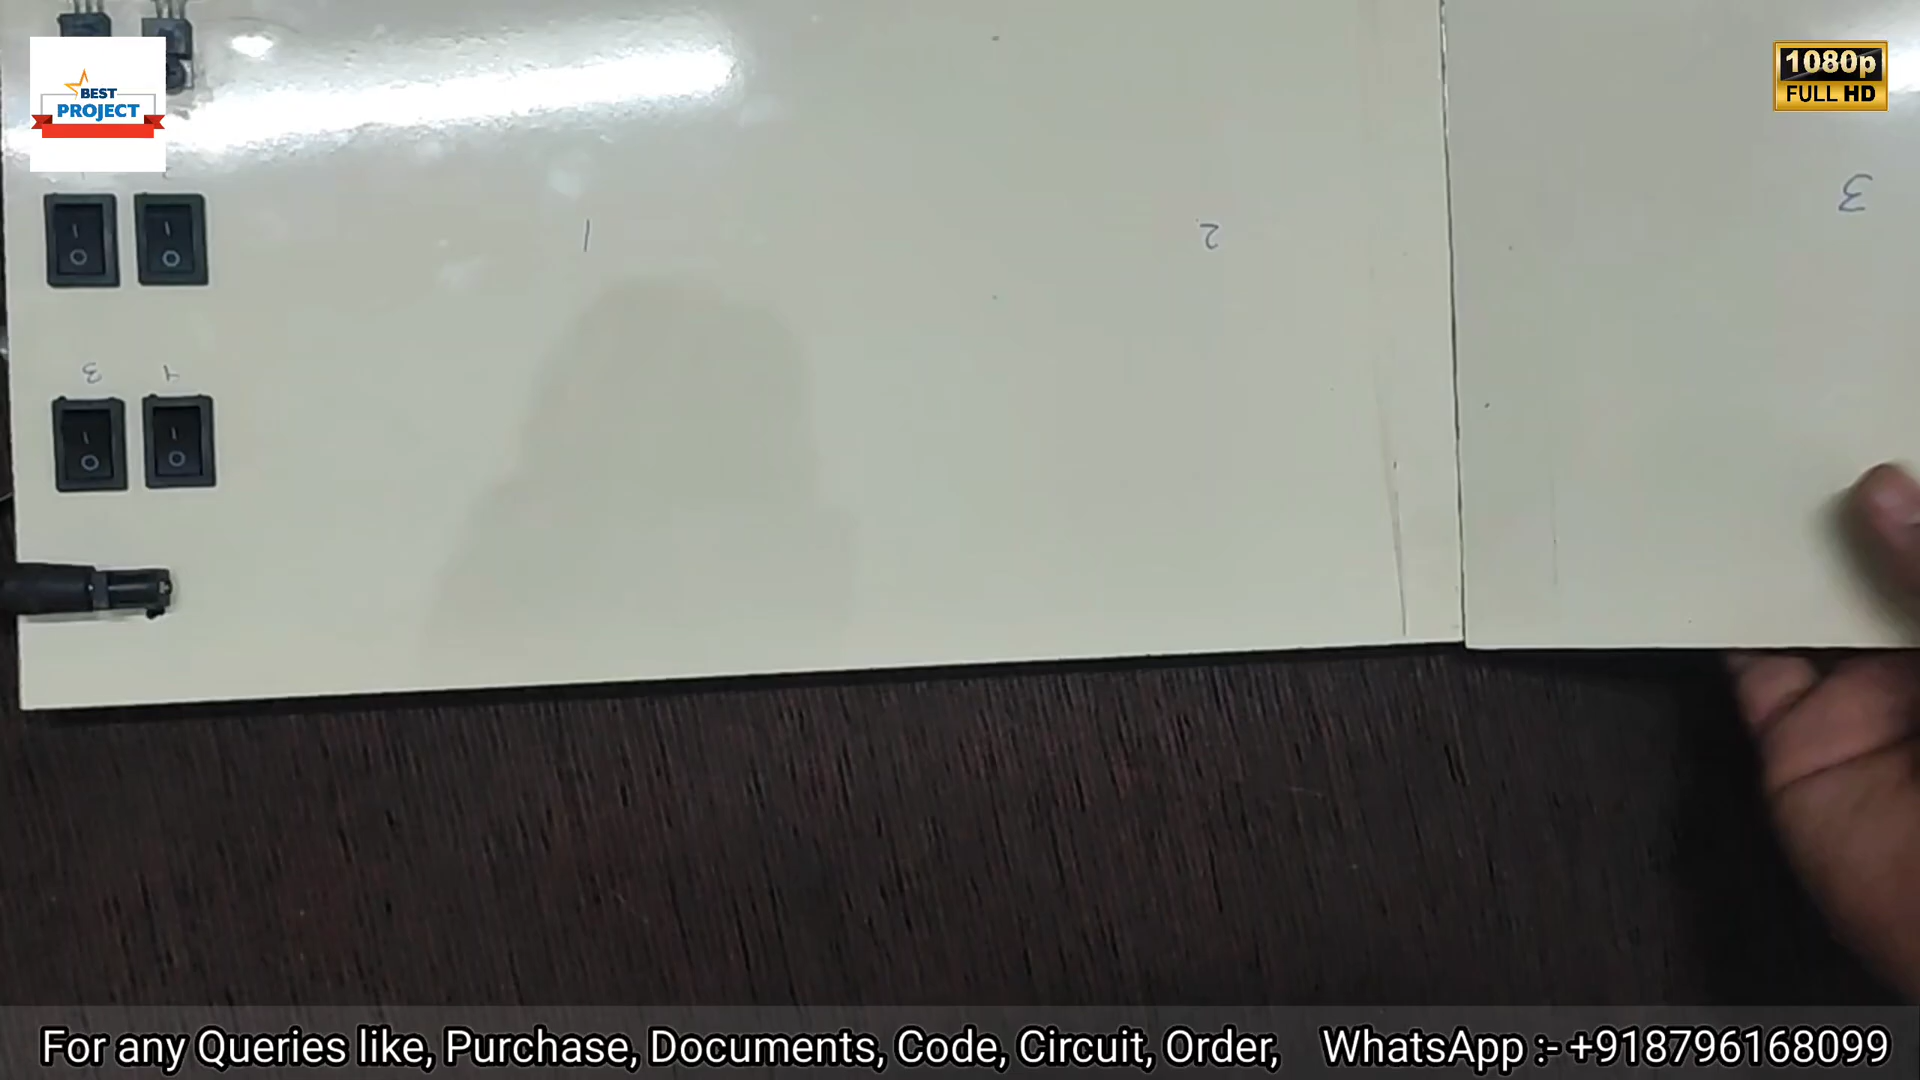 BEST
PROJECT
1080p
FULL HD
1 2
3
3 4
For any Queries like, Purchase, Documents, Code, Circuit, Order, WhatsApp :- +918796168099